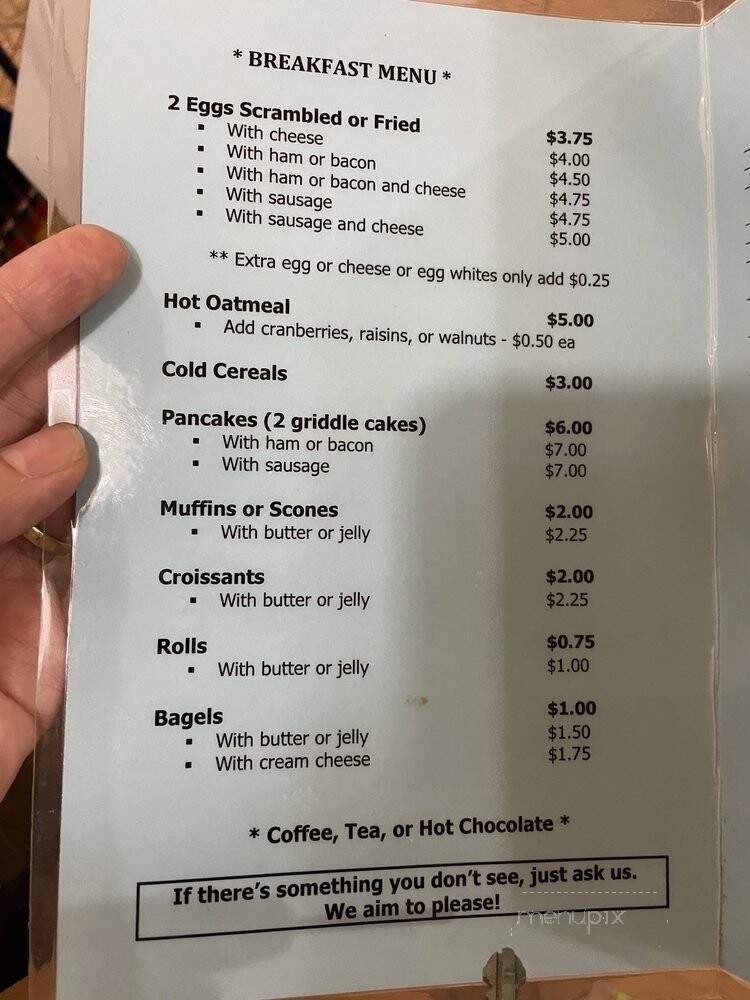 * BREAKFAST MENU *
2 Eggs Scrambled or Fried $3.75
▪ With cheese $4.00
▪ With ham or bacon $4.50
▪ With ham or bacon and cheese $4.75
▪ With sausage $4.75
▪ With sausage and cheese $5.00
** Extra egg or cheese or egg whites only add $0.25
Hot Oatmeal $5.00
▪ Add cranberries, raisins, or walnuts - $0.50 ea
Cold Cereals $3.00
Pancakes (2 griddle cakes) $6.00
▪ With ham or bacon $7.00
▪ With sausage $7.00
Muffins or Scones $2.00
▪ With butter or jelly $2.25
Croissants $2.00
▪ With butter or jelly $2.25
Rolls $0.75
▪ With butter or jelly $1.00
Bagels $1.00
▪ With butter or jelly $1.50
▪ With cream cheese $1.75
* Coffee, Tea, or Hot Chocolate *
If there's something you don't see, just ask us.
We aim to please!
menupix